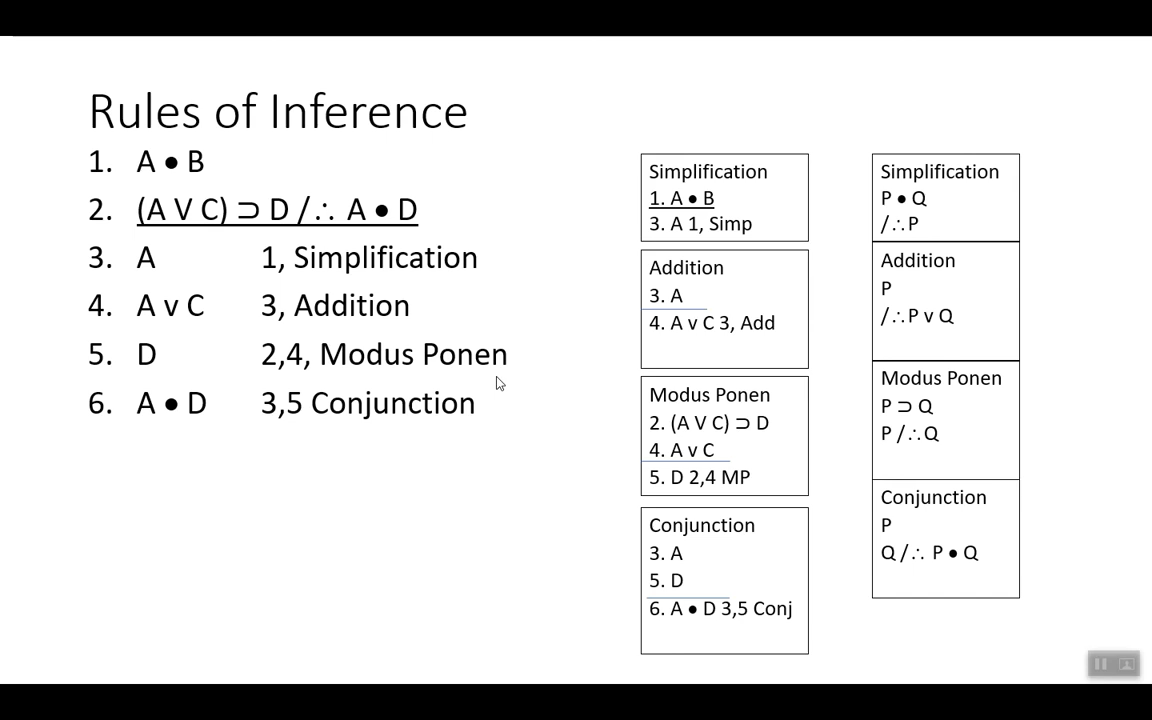 Rules of Inference
1. A • B
2. (A V C) ⊃ D / ∴ A • D
3. A 1, Simplification
4. A v C 3, Addition
5. D 2,4, Modus Ponen
6. A • D 3,5 Conjunction
Simplification
1. A • B
3. A 1, Simp
Addition
3. A
4. A v C 3, Add
Modus Ponen
2. (A V C) ⊃ D
4. A v C
5. D 2,4 MP
Conjunction
3. A
5. D
6. A • D 3,5 Conj
Simplification
P • Q
/ ∴ P
Addition
P
/ ∴ P v Q
Modus Ponen
P ⊃ Q
P / ∴ Q
Conjunction
P
Q / ∴ P • Q